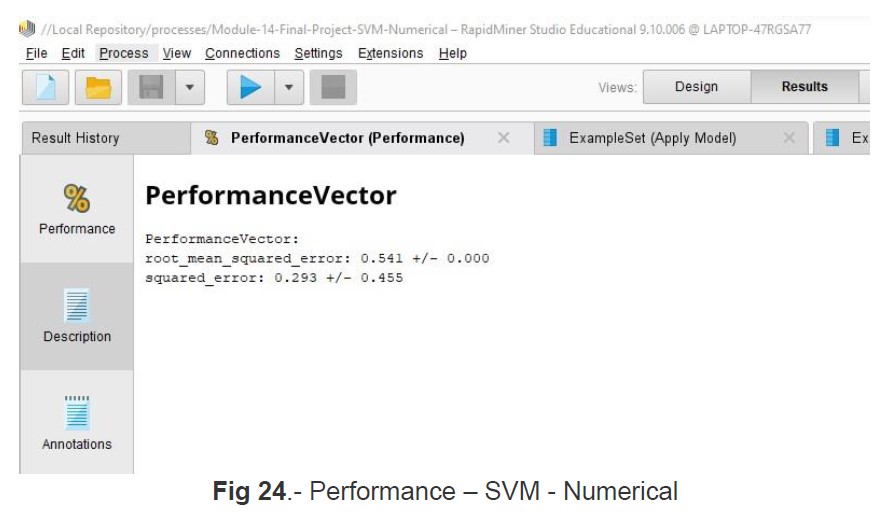 //Local Repository/processes/Module-14-Final-Project-SVM-Numerical – RapidMiner Studio Educational 9.10.006 @ LAPTOP-47RGSA77
File Edit Process View Connections Settings Extensions Help
Views: Design Results
Result History % PerformanceVector (Performance) × ExampleSet (Apply Model) × Ex
%
Performance
Description
Annotations
PerformanceVector
PerformanceVector:
root_mean_squared_error: 0.541 +/- 0.000
squared_error: 0.293 +/- 0.455
Fig 24.- Performance – SVM - Numerical